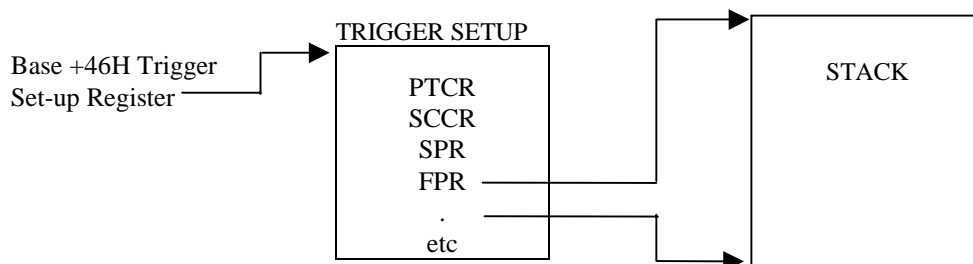 TRIGGER SETUP
Base +46H Trigger
Set-up Register
PTCR
SCCR
SPR
FPR
.
etc
STACK